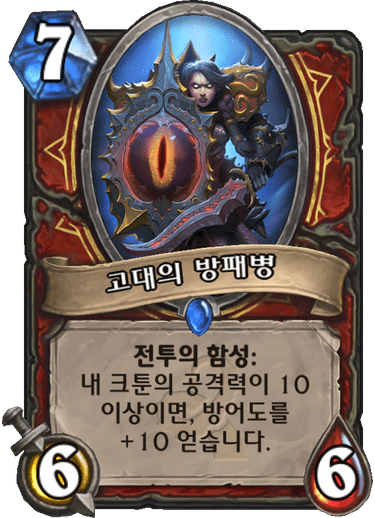 7
고대의 방패병
전투의 함성:
내 크툰의 공격력이 10
이상이면, 방어도를
+10 얻습니다.
6
6